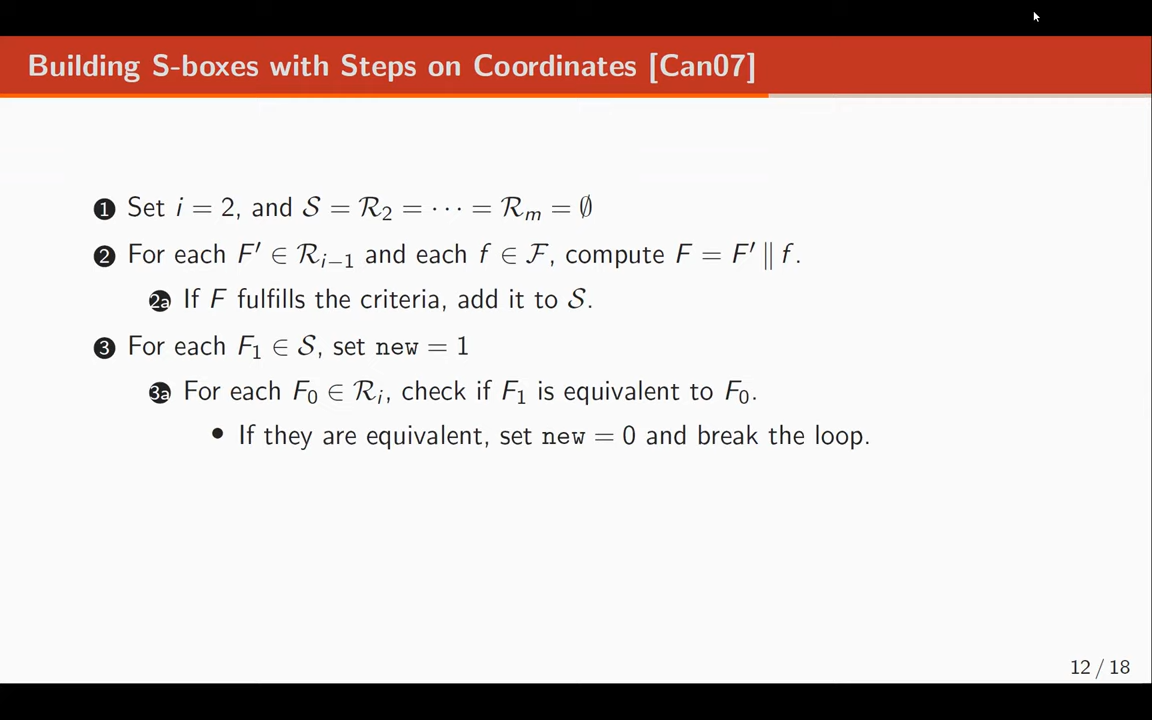 Building S-boxes with Steps on Coordinates [Can07]
1 Set i = 2, and 𝒮 = ℛ₂ = ⋯ = ℛₘ = ∅
2 For each F′ ∈ ℛᵢ₋₁ and each f ∈ ℱ, compute F = F′ ∥ f.
2a If F fulfills the criteria, add it to 𝒮.
3 For each F₁ ∈ 𝒮, set new = 1
3a For each F₀ ∈ ℛᵢ, check if F₁ is equivalent to F₀.
• If they are equivalent, set new = 0 and break the loop.
12 / 18